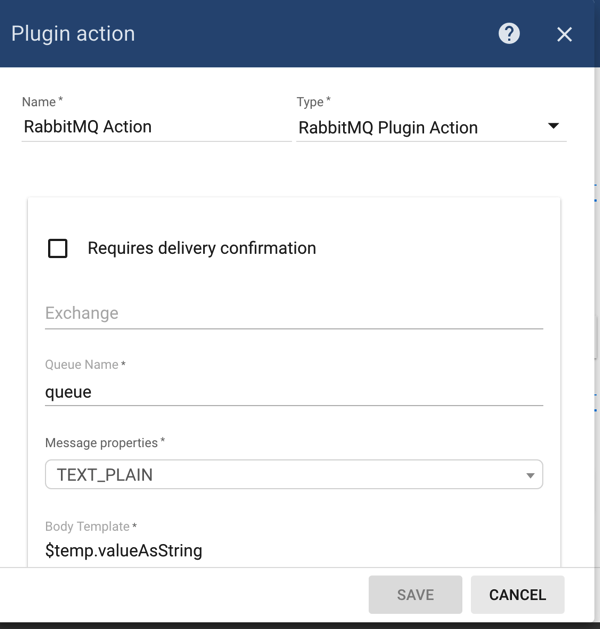 Plugin action
Name *
Type *
RabbitMQ Action
RabbitMQ Plugin Action
Requires delivery confirmation
Exchange
Queue Name *
queue
Message properties *
TEXT_PLAIN
Body Template *
$temp.valueAsString
SAVE
CANCEL